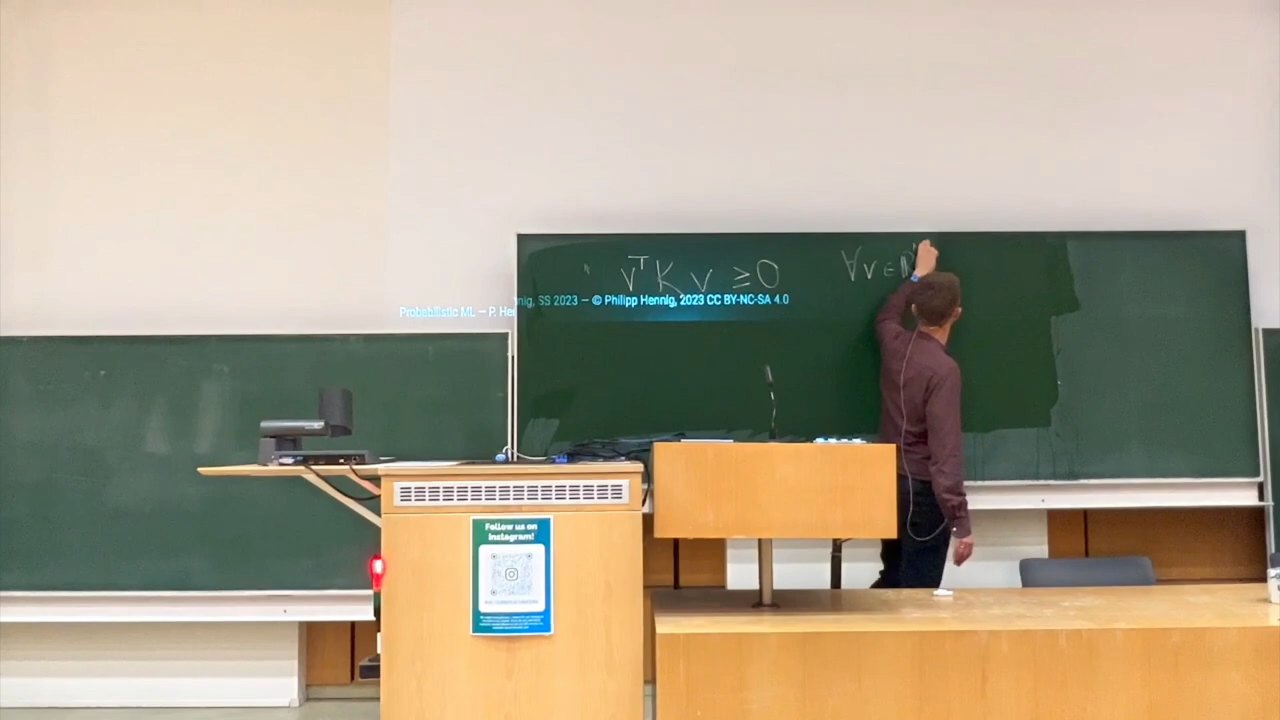 vᵀ K v ≥ 0 ∀ v ∈ ℝ
Probabilistic ML — P. Hennig, SS 2023 — © Philipp Hennig, 2023 CC BY-NC-SA 4.0
Follow us on
Instagram!